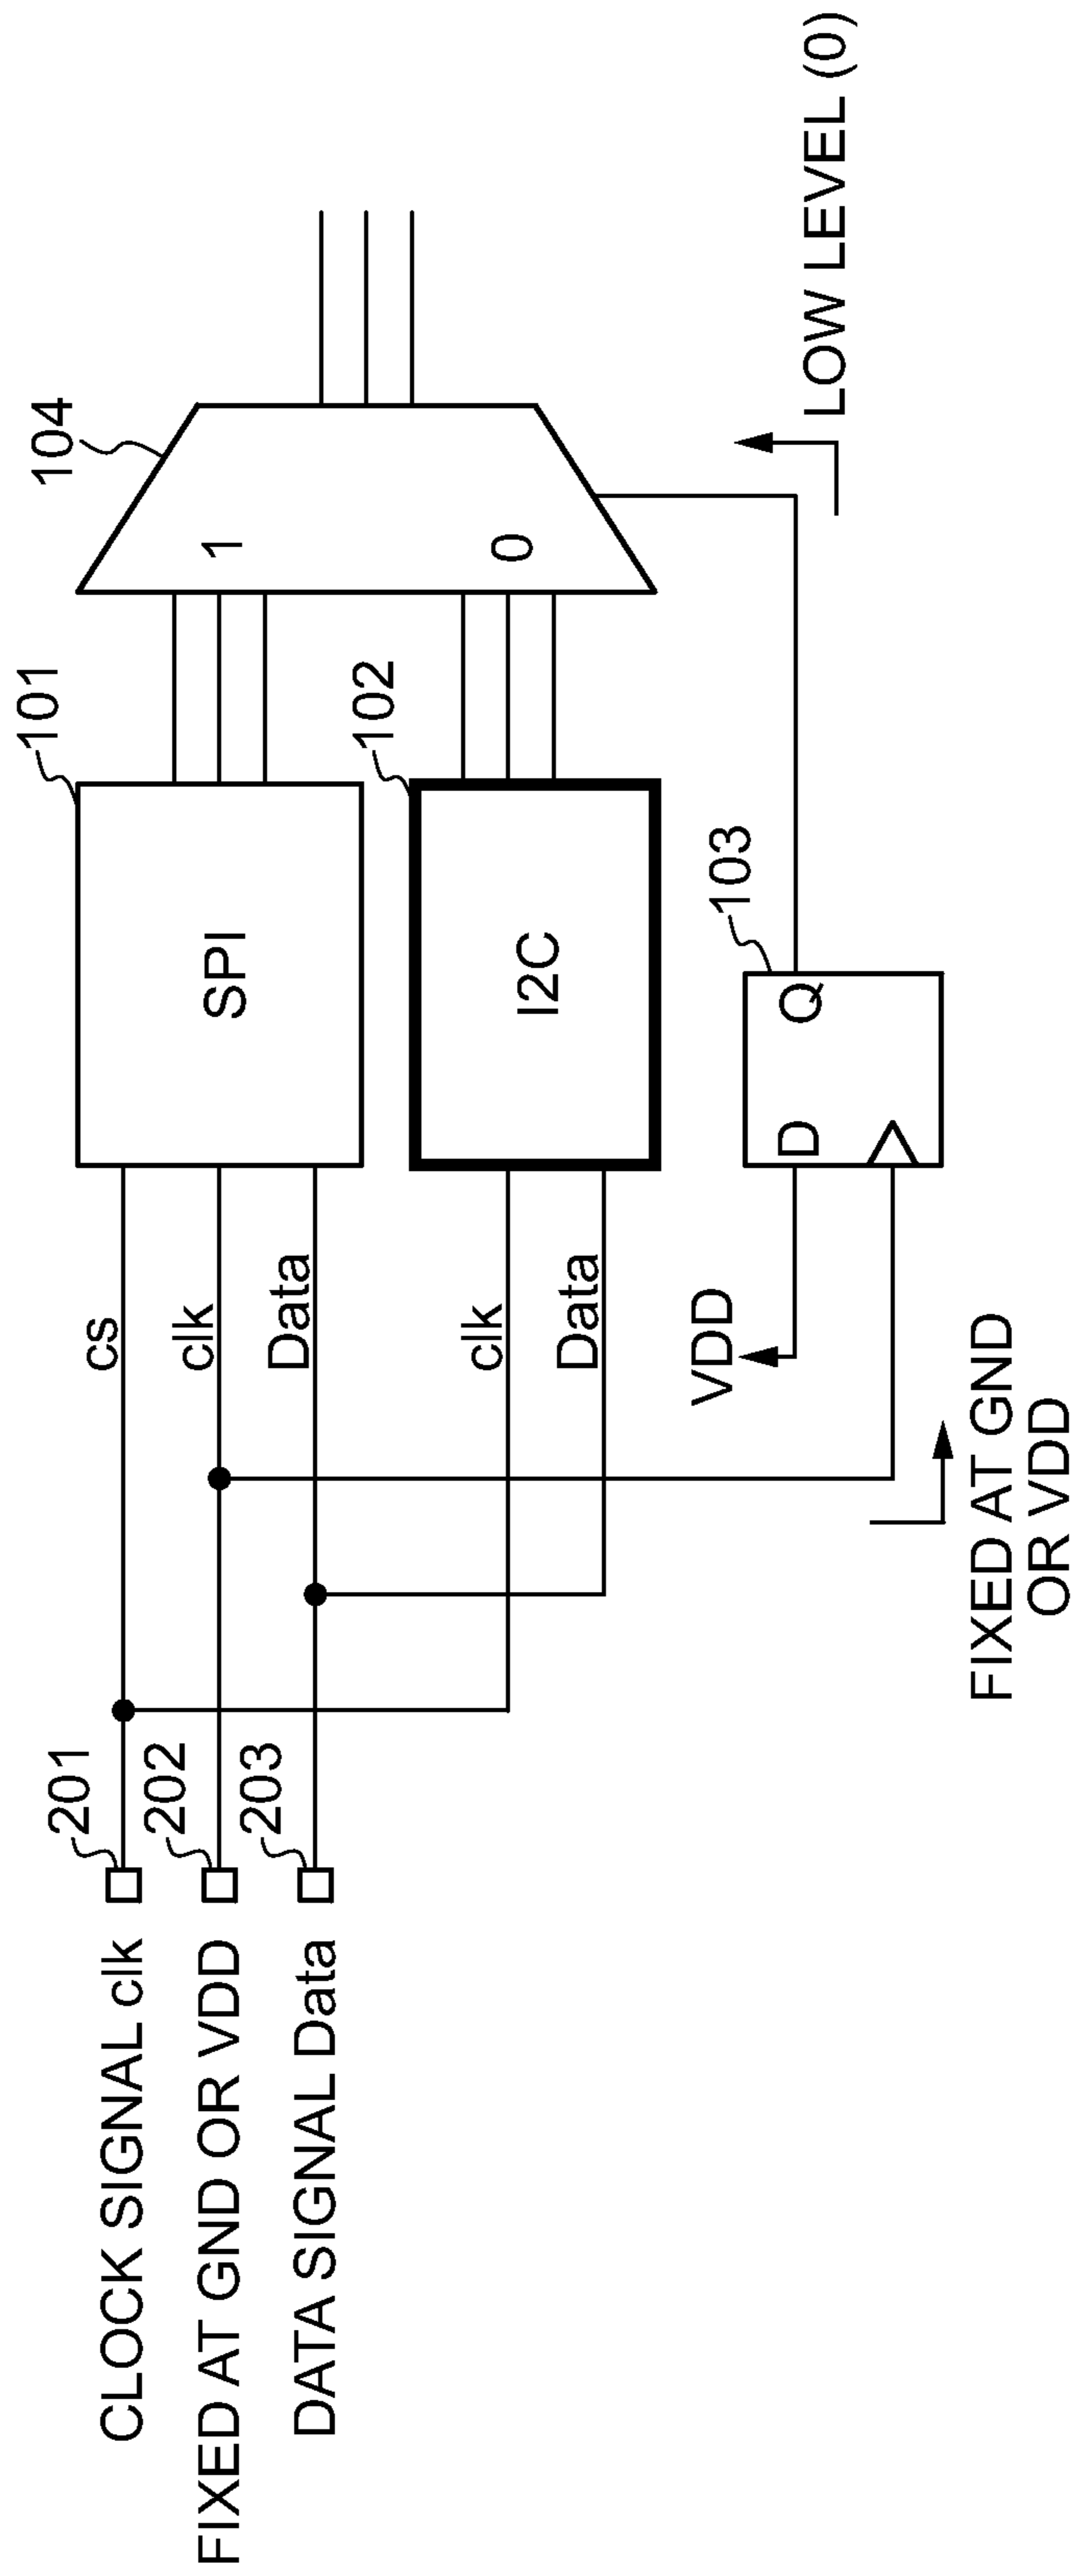 CLOCK SIGNAL clk
FIXED AT GND OR VDD
DATA SIGNAL Data
201
202
203
cs
clk
Data
clk
Data
101
SPI
102
I2C
104
1
0
VDD
103
D
Q
FIXED AT GND
OR VDD
LOW LEVEL (0)